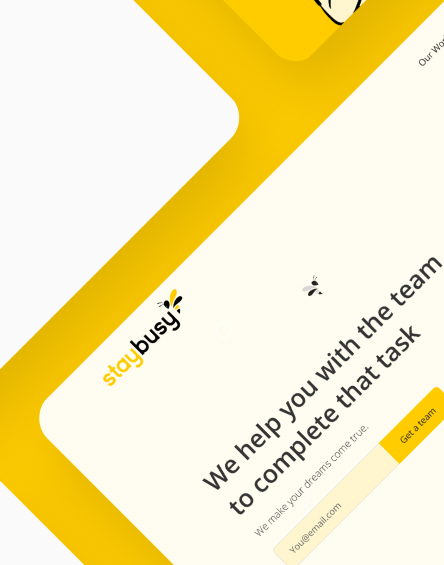 Our
staybusy
We help you with the team
to complete that task
We make your dreams come true.
You@email.com
Get a team